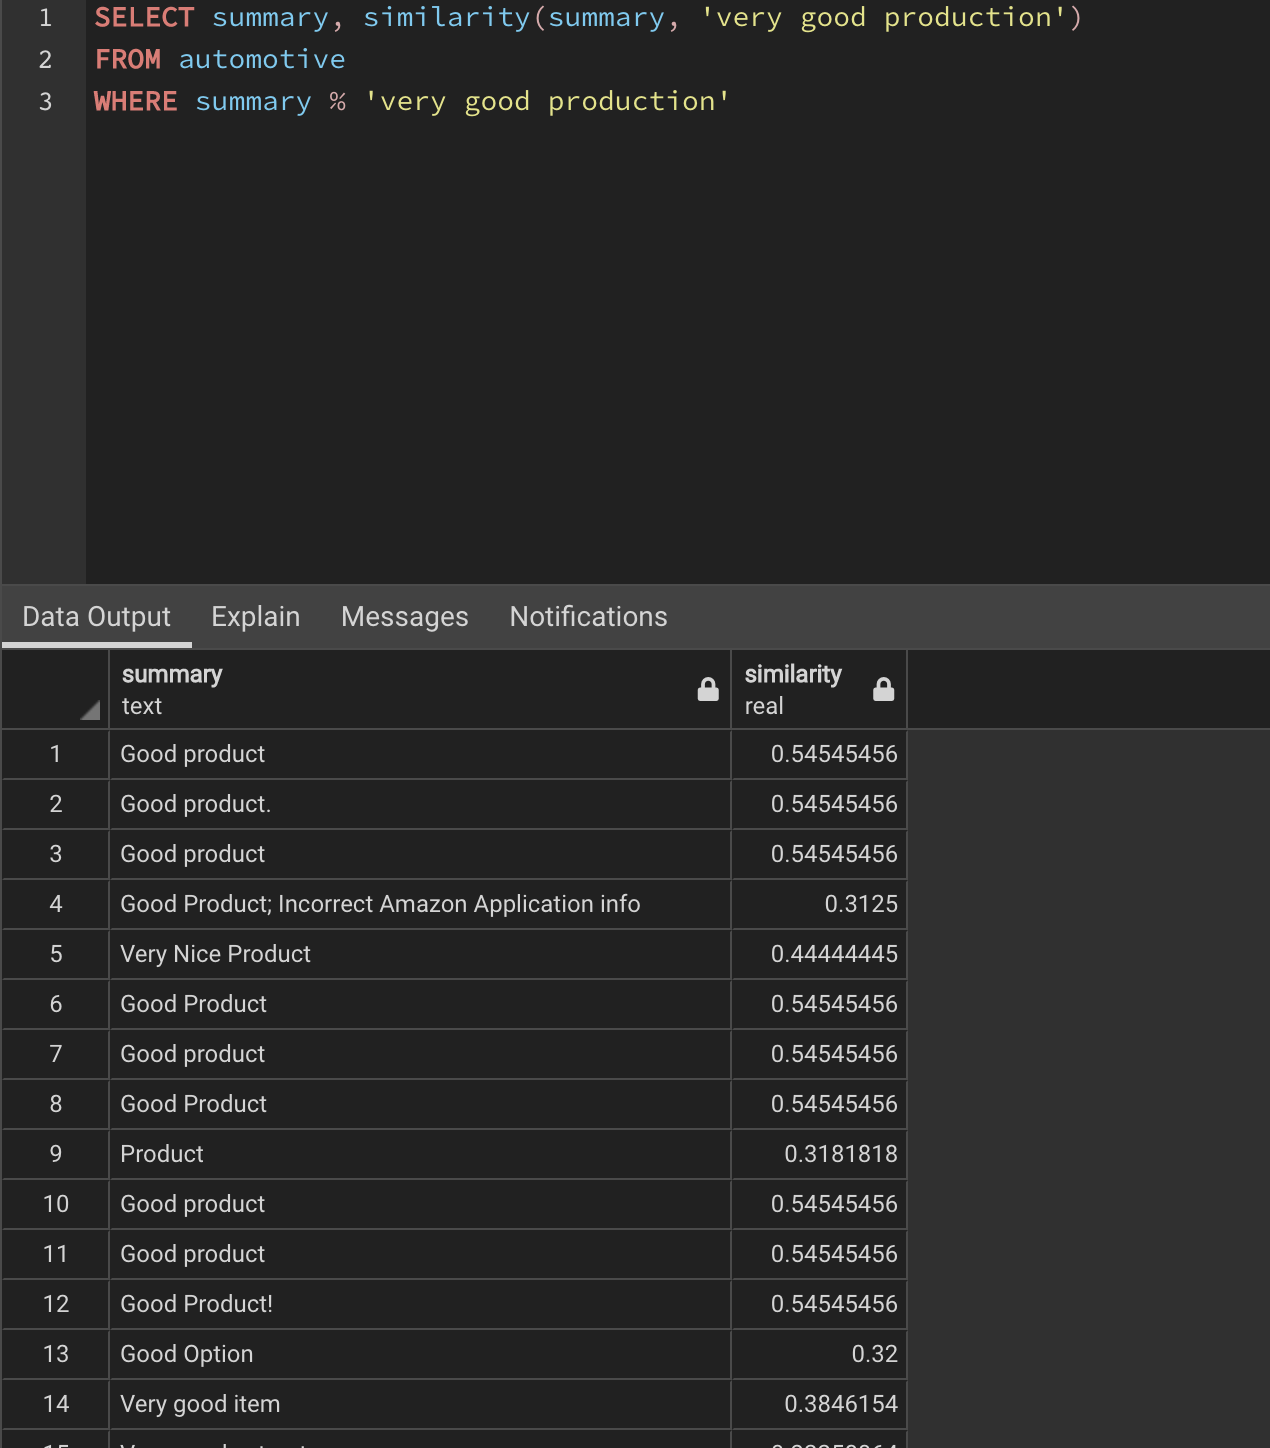 1 SELECT summary, similarity(summary, 'very good production')
2 FROM automotive
3 WHERE summary % 'very good production'
Data Output Explain Messages Notifications
summary similarity
text real
1 Good product 0.54545456
2 Good product. 0.54545456
3 Good product 0.54545456
4 Good Product; Incorrect Amazon Application info 0.3125
5 Very Nice Product 0.44444445
6 Good Product 0.54545456
7 Good product 0.54545456
8 Good Product 0.54545456
9 Product 0.3181818
10 Good product 0.54545456
11 Good product 0.54545456
12 Good Product! 0.54545456
13 Good Option 0.32
14 Very good item 0.3846154